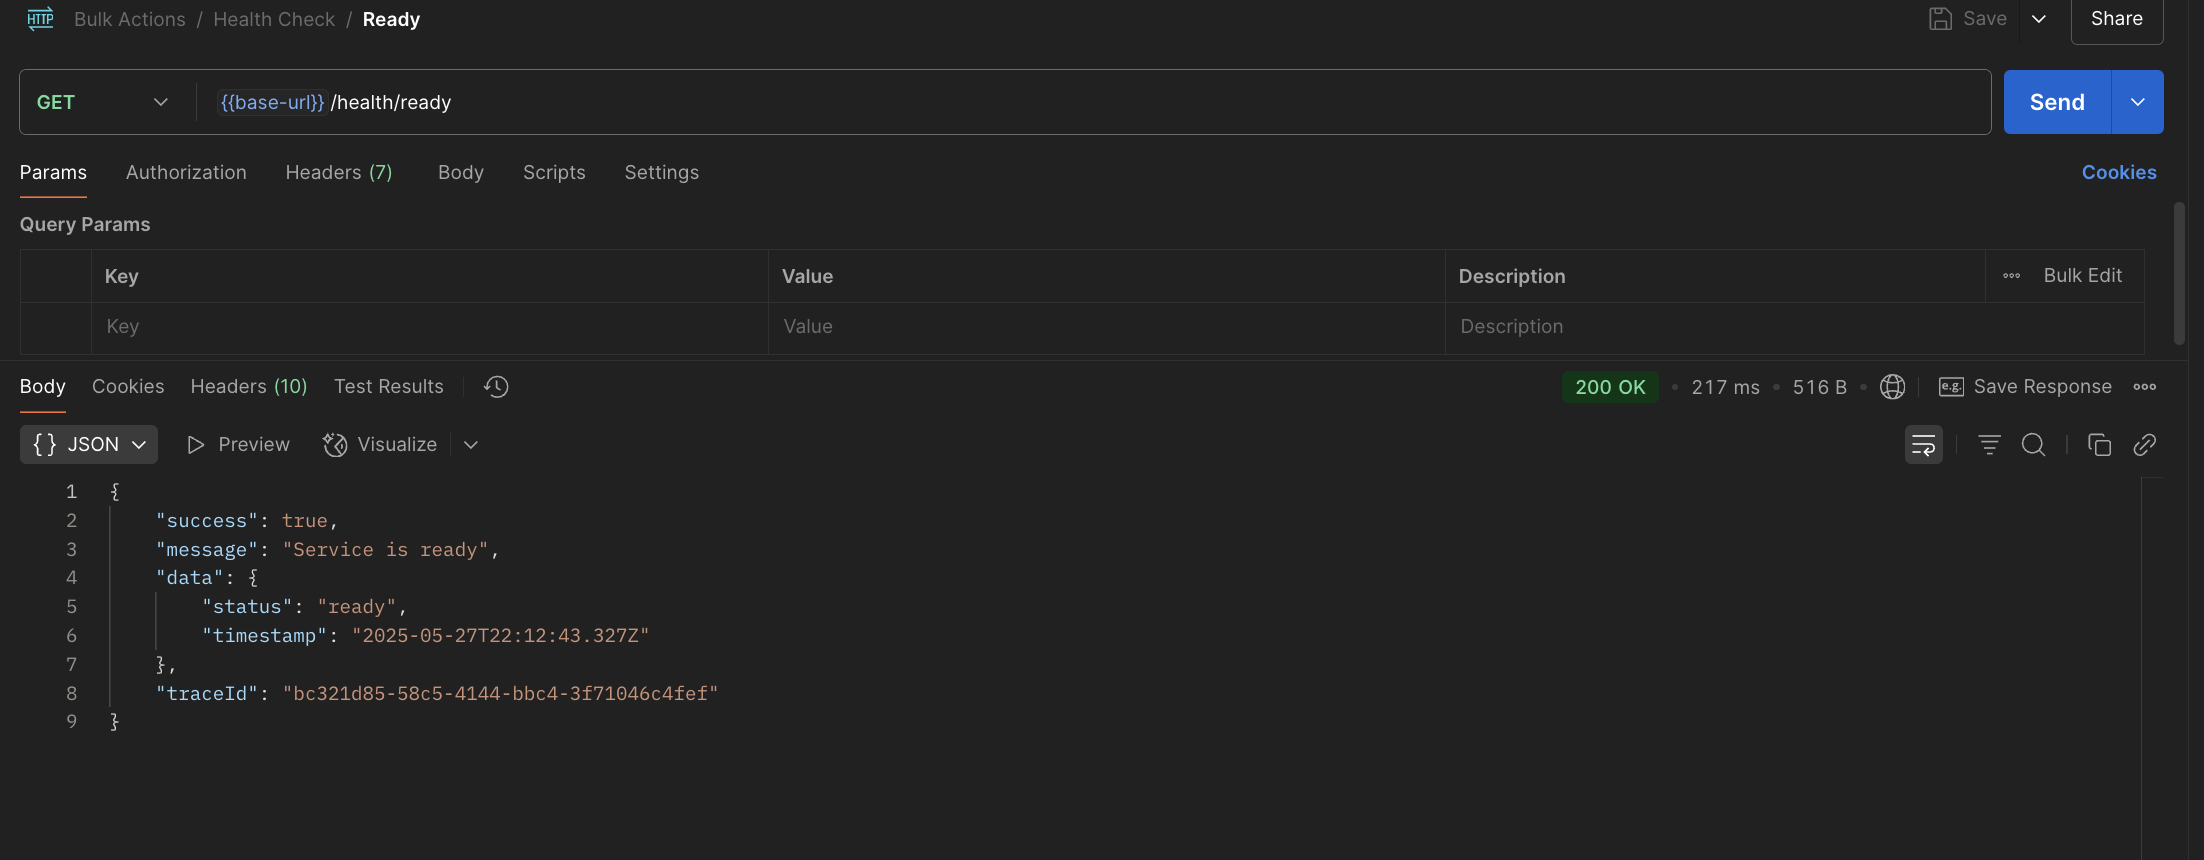 HTTP Bulk Actions / Health Check / Ready Save Share
GET {{base-url}} /health/ready Send
Params Authorization Headers (7) Body Scripts Settings Cookies
Query Params
Key Value Description Bulk Edit
Key Value Description
Body Cookies Headers (10) Test Results 200 OK • 217 ms • 516 B • e.g. Save Response
{} JSON Preview Visualize
1 {
2 "success": true,
3 "message": "Service is ready",
4 "data": {
5 "status": "ready",
6 "timestamp": "2025-05-27T22:12:43.327Z"
7 },
8 "traceId": "bc321d85-58c5-4144-bbc4-3f71046c4fef"
9 }